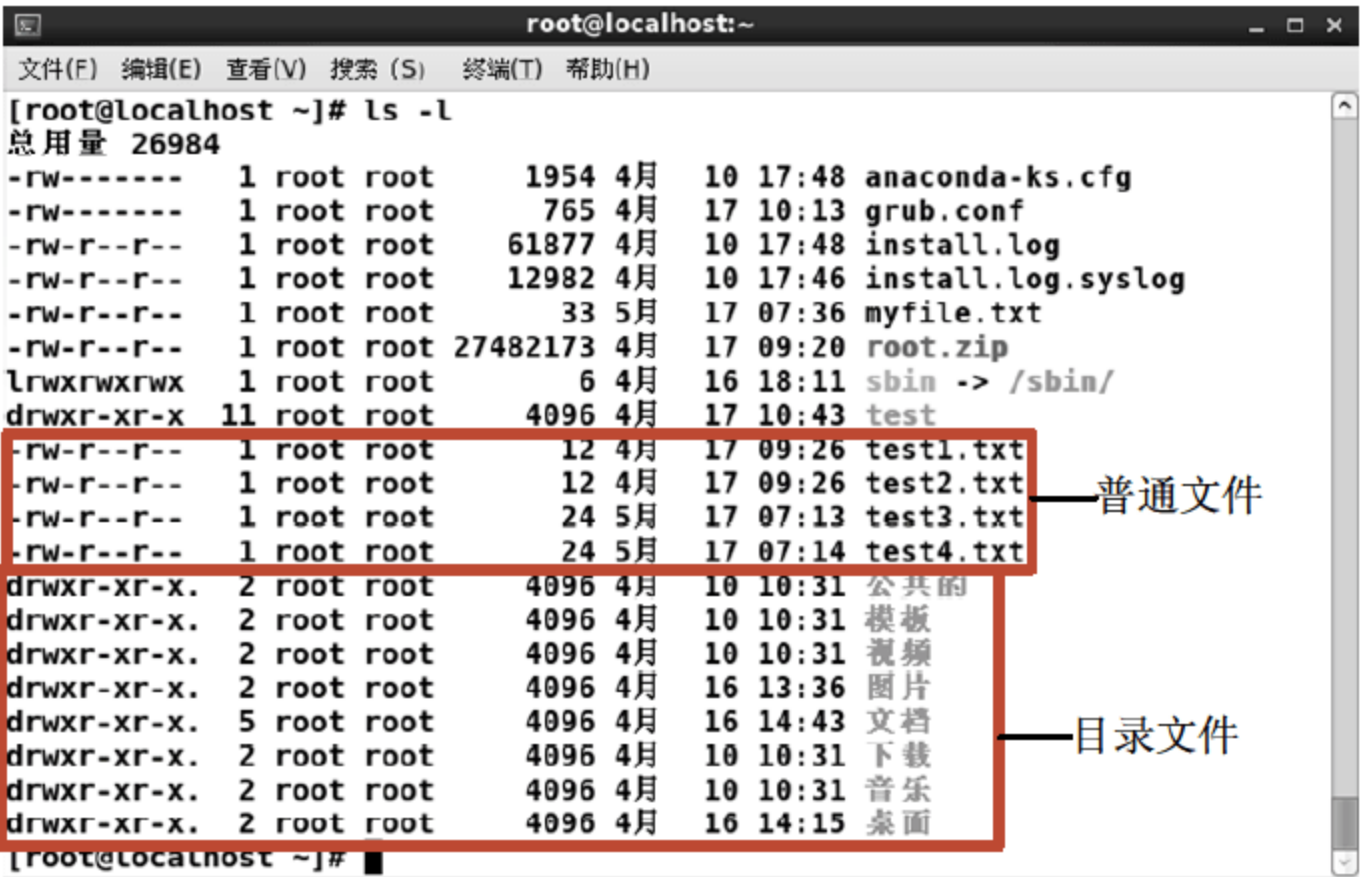 root@localhost:~
文件(F) 编辑(E) 查看(V) 搜索 (S) 终端(T) 帮助(H)
[root@localhost ~]# ls -l
总用量 26984
-rw------- 1 root root 1954 4月 10 17:48 anaconda-ks.cfg
-rw------- 1 root root 765 4月 17 10:13 grub.conf
-rw-r--r-- 1 root root 61877 4月 10 17:48 install.log
-rw-r--r-- 1 root root 12982 4月 10 17:46 install.log.syslog
-rw-r--r-- 1 root root 33 5月 17 07:36 myfile.txt
-rw-r--r-- 1 root root 27482173 4月 17 09:20 root.zip
lrwxrwxrwx 1 root root 6 4月 16 18:11 sbin -> /sbin/
drwxr-xr-x 11 root root 4096 4月 17 10:43 test
-rw-r--r-- 1 root root 12 4月 17 09:26 test1.txt
-rw-r--r-- 1 root root 12 4月 17 09:26 test2.txt
普通文件
-rw-r--r-- 1 root root 24 5月 17 07:13 test3.txt
-rw-r--r-- 1 root root 24 5月 17 07:14 test4.txt
drwxr-xr-x. 2 root root 4096 4月 10 10:31 公共的
drwxr-xr-x. 2 root root 4096 4月 10 10:31 模板
drwxr-xr-x. 2 root root 4096 4月 10 10:31 视频
drwxr-xr-x. 2 root root 4096 4月 16 13:36 图片
drwxr-xr-x. 5 root root 4096 4月 16 14:43 文档
目录文件
drwxr-xr-x. 2 root root 4096 4月 10 10:31 下载
drwxr-xr-x. 2 root root 4096 4月 10 10:31 音乐
drwxr-xr-x. 2 root root 4096 4月 16 14:15 桌面
[root@localhost ~]#